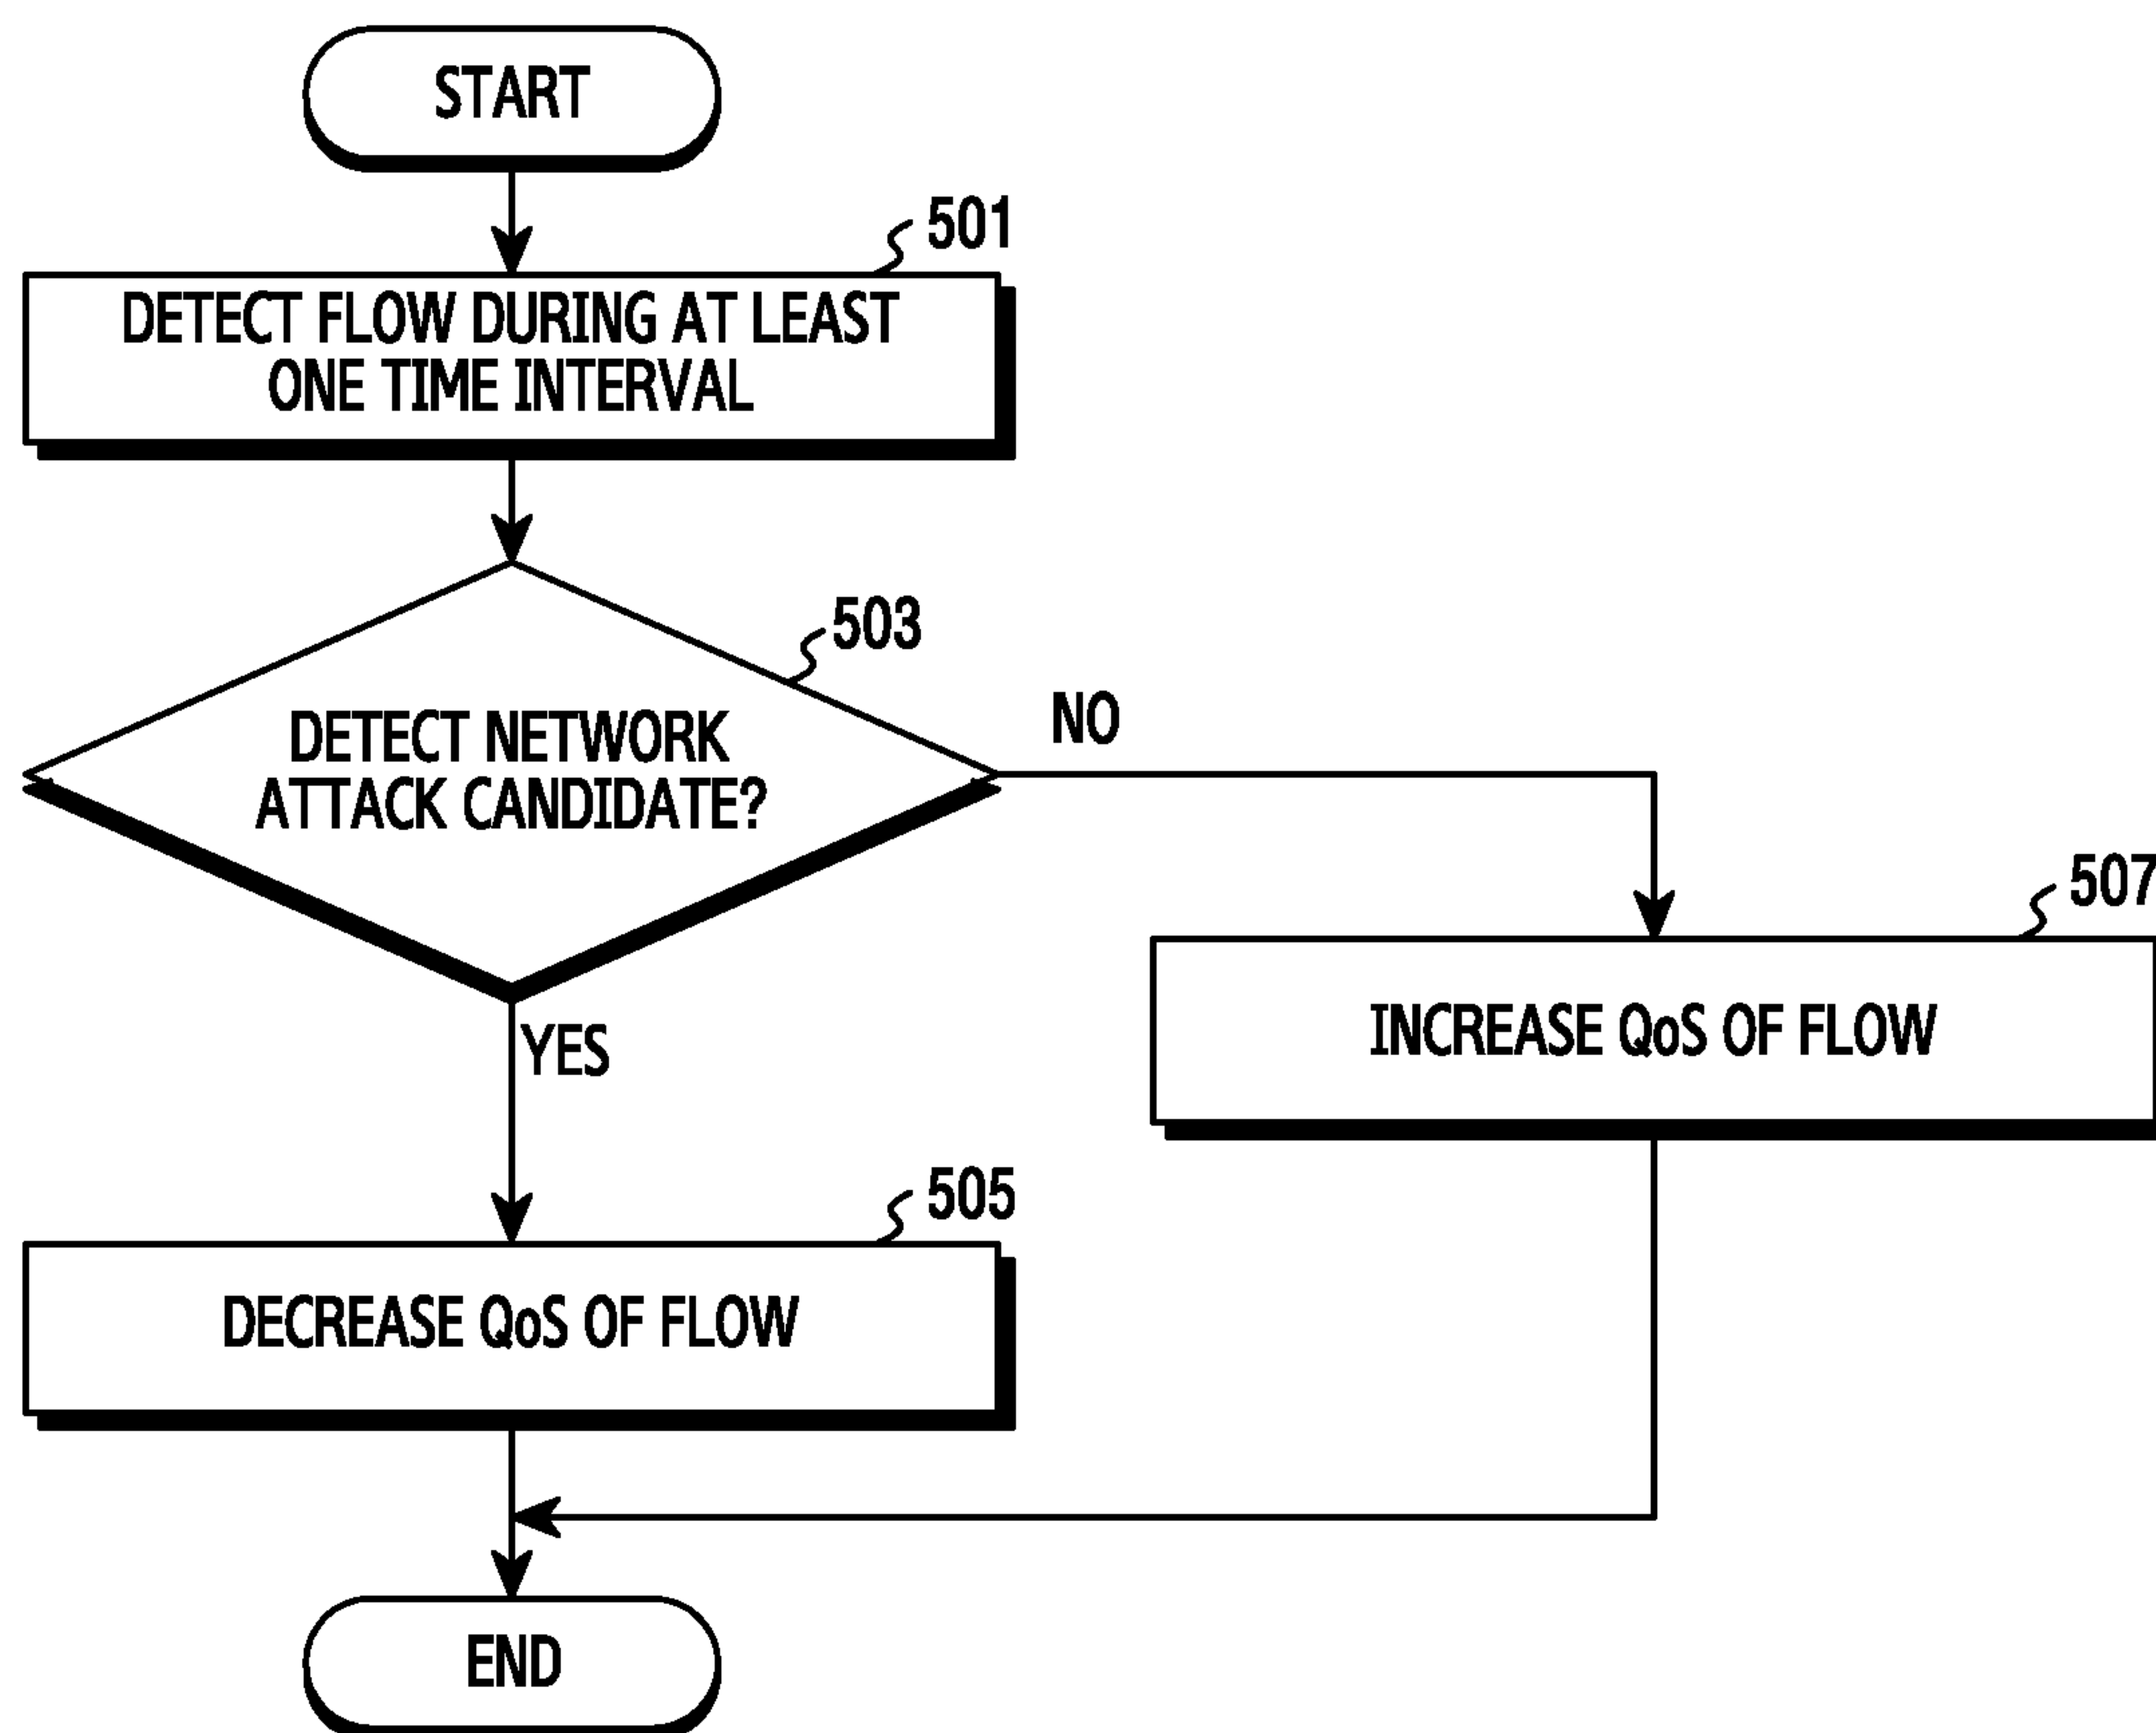 START
501
DETECT FLOW DURING AT LEAST
ONE TIME INTERVAL
503
DETECT NETWORK
ATTACK CANDIDATE?
NO
YES
507
INCREASE QoS OF FLOW
505
DECREASE QoS OF FLOW
END